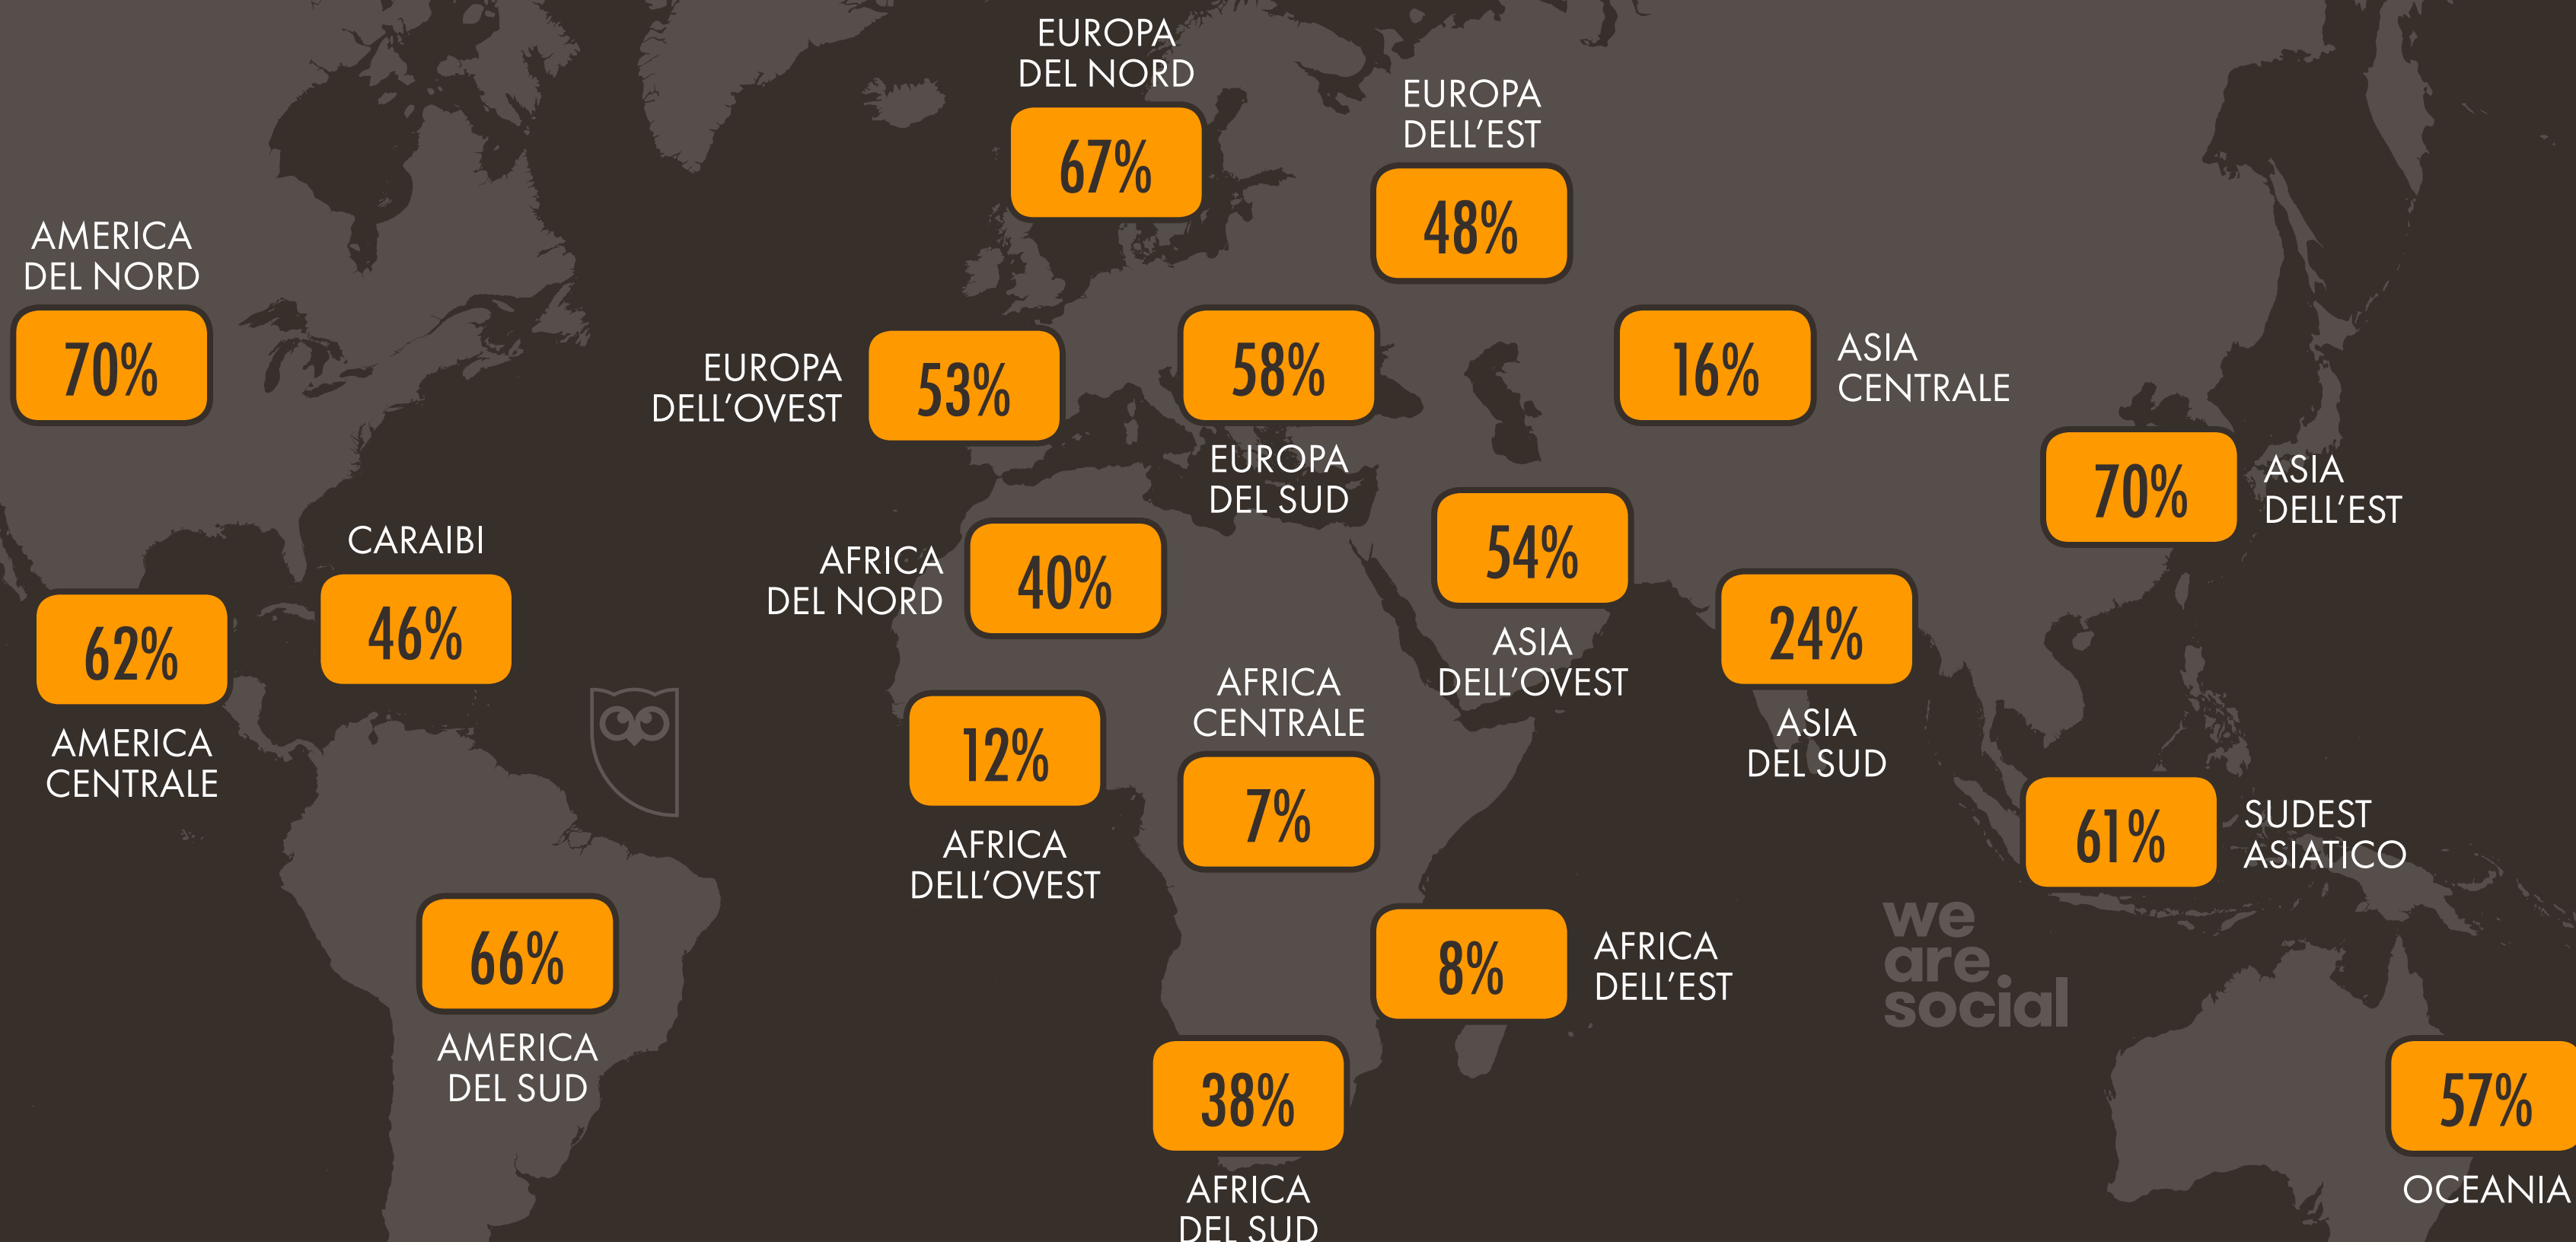 EUROPA
DEL NORD
67%
EUROPA
DELL'EST
48%
AMERICA
DEL NORD
70%
EUROPA
DELL'OVEST
53%
58%
EUROPA
DEL SUD
16%
ASIA
CENTRALE
70%
ASIA
DELL'EST
CARAIBI
46%
62%
AMERICA
CENTRALE
AFRICA
DEL NORD
40%
54%
ASIA
DELL'OVEST
24%
ASIA
DEL SUD
12%
AFRICA
DELL'OVEST
AFRICA
CENTRALE
7%
61%
SUDEST
ASIATICO
66%
AMERICA
DEL SUD
8%
AFRICA
DELL'EST
we
are
social
38%
AFRICA
DEL SUD
57%
OCEANIA